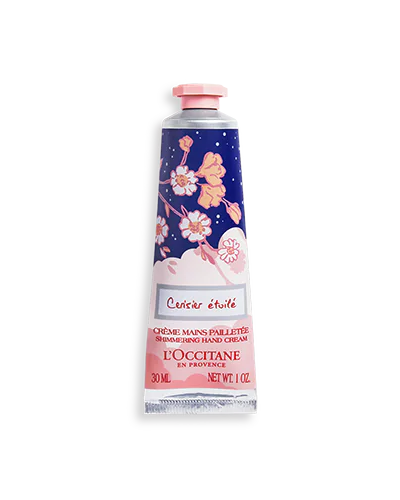 Cerisier étoilé
CRÈME MAINS PAILLETÉE
SHIMMERING HAND CREAM
L'OCCITANE
EN PROVENCE
30 ML NET WT. 1 OZ.